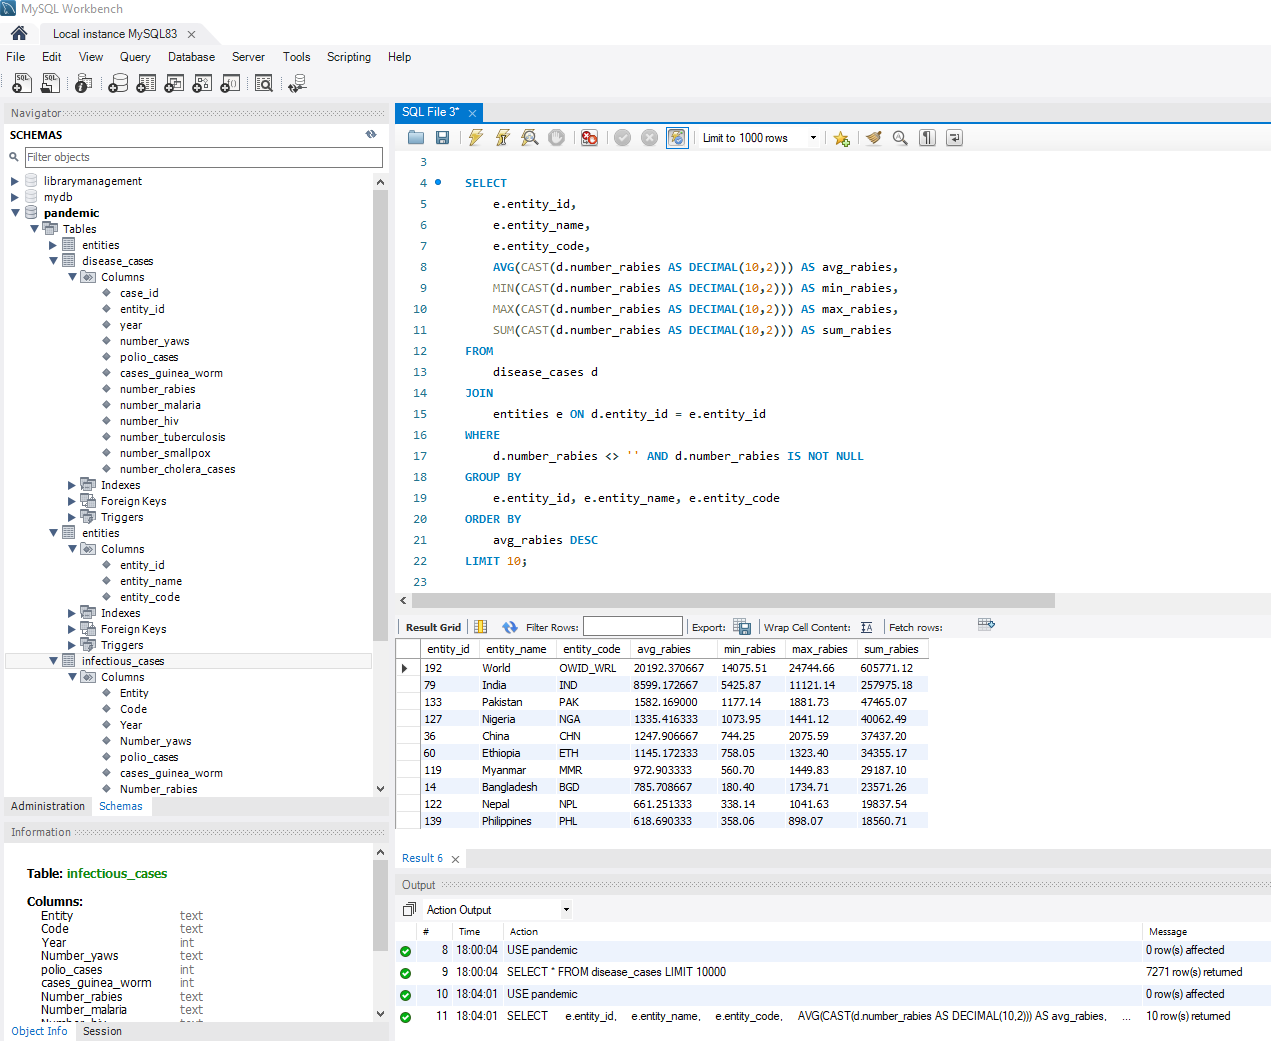 MySQL Workbench
Local instance MySQL83
File Edit View Query Database Server Tools Scripting Help
Navigator
SCHEMAS
Filter objects
librarymanagement
mydb
pandemic
Tables
entities
disease_cases
Columns
case_id
entity_id
year
number_yaws
polio_cases
cases_guinea_worm
number_rabies
number_malaria
number_hiv
number_tuberculosis
number_smallpox
number_cholera_cases
Indexes
Foreign Keys
Triggers
entities
Columns
entity_id
entity_name
entity_code
Indexes
Foreign Keys
Triggers
infectious_cases
Columns
Entity
Code
Year
Number_yaws
polio_cases
cases_guinea_worm
Number_rabies
Administration Schemas
Information
Table: infectious_cases
Columns:
Entity text
Code text
Year int
Number_yaws text
polio_cases int
cases_guinea_worm int
Number_rabies text
Number_malaria text
Object Info Session
SQL File 3*
Limit to 1000 rows
3
4 SELECT
5 e.entity_id,
6 e.entity_name,
7 e.entity_code,
8 AVG(CAST(d.number_rabies AS DECIMAL(10,2))) AS avg_rabies,
9 MIN(CAST(d.number_rabies AS DECIMAL(10,2))) AS min_rabies,
10 MAX(CAST(d.number_rabies AS DECIMAL(10,2))) AS max_rabies,
11 SUM(CAST(d.number_rabies AS DECIMAL(10,2))) AS sum_rabies
12 FROM
13 disease_cases d
14 JOIN
15 entities e ON d.entity_id = e.entity_id
16 WHERE
17 d.number_rabies <> '' AND d.number_rabies IS NOT NULL
18 GROUP BY
19 e.entity_id, e.entity_name, e.entity_code
20 ORDER BY
21 avg_rabies DESC
22 LIMIT 10;
23
Result Grid Filter Rows: Export: Wrap Cell Content: Fetch rows:
entity_id entity_name entity_code avg_rabies min_rabies max_rabies sum_rabies
192 World OWID_WRL 20192.370667 14075.51 24744.66 605771.12
79 India IND 8599.172667 5425.87 11121.14 257975.18
133 Pakistan PAK 1582.169000 1177.14 1881.73 47465.07
127 Nigeria NGA 1335.416333 1073.95 1441.12 40062.49
36 China CHN 1247.906667 744.25 2075.59 37437.20
60 Ethiopia ETH 1145.172333 758.05 1323.40 34355.17
119 Myanmar MMR 972.903333 560.70 1449.83 29187.10
14 Bangladesh BGD 785.708667 180.40 1734.71 23571.26
122 Nepal NPL 661.251333 338.14 1041.63 19837.54
139 Philippines PHL 618.690333 358.06 898.07 18560.71
Result 6
Output
Action Output
# Time Action Message
8 18:00:04 USE pandemic 0 row(s) affected
9 18:00:04 SELECT * FROM disease_cases LIMIT 10000 7271 row(s) returned
10 18:04:01 USE pandemic 0 row(s) affected
11 18:04:01 SELECT e.entity_id, e.entity_name, e.entity_code, AVG(CAST(d.number_rabies AS DECIMAL(10,2))) AS avg_rabies, ... 10 row(s) returned